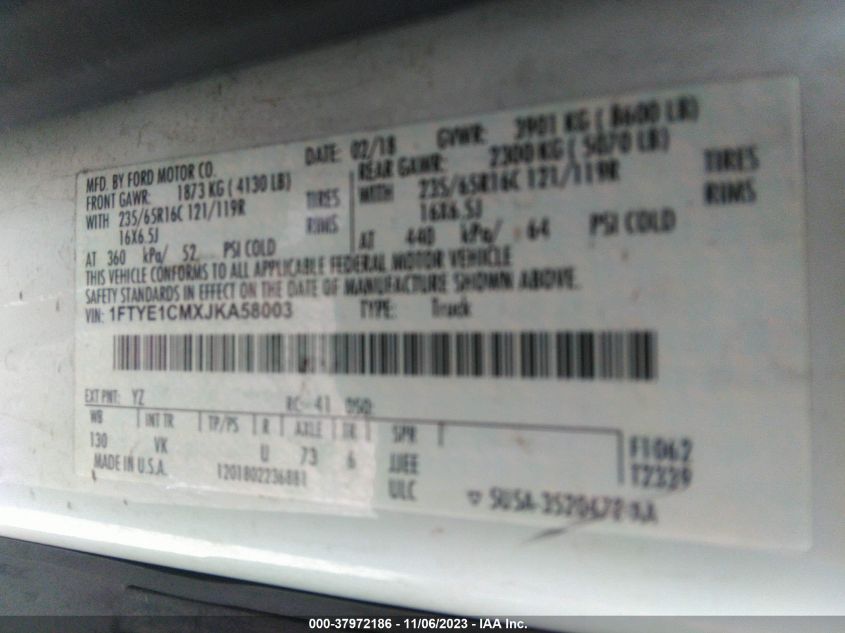 MFD. BY FORD MOTOR CO.
DATE: 02/18 GVWR: 3901 KG ( 8600 LB)
FRONT GAWR: 1873 KG ( 4130 LB) REAR GAWR: 2300 KG ( 5070 LB)
WITH 235/65R16C 121/119R TIRES WITH 235/65R16C 121/119R TIRES
16X6.5J RIMS 16X6.5J RIMS
AT 360 kPa/ 52 PSI COLD AT 440 kPa/ 64 PSI COLD
THIS VEHICLE CONFORMS TO ALL APPLICABLE FEDERAL MOTOR VEHICLE
SAFETY STANDARDS IN EFFECT ON THE DATE OF MANUFACTURE SHOWN ABOVE.
VIN: 1FTYE1CMXJKA58003 TYPE: Truck
EXT PNT: YZ RC: 41 DSO:
WB INT TR TP/PS R AXLE TR SPR
130 VK U 73 6 JJEE F1062
MADE IN U.S.A. 1201802236881 ULC T2339
000-37972186 - 11/06/2023 - IAA Inc.